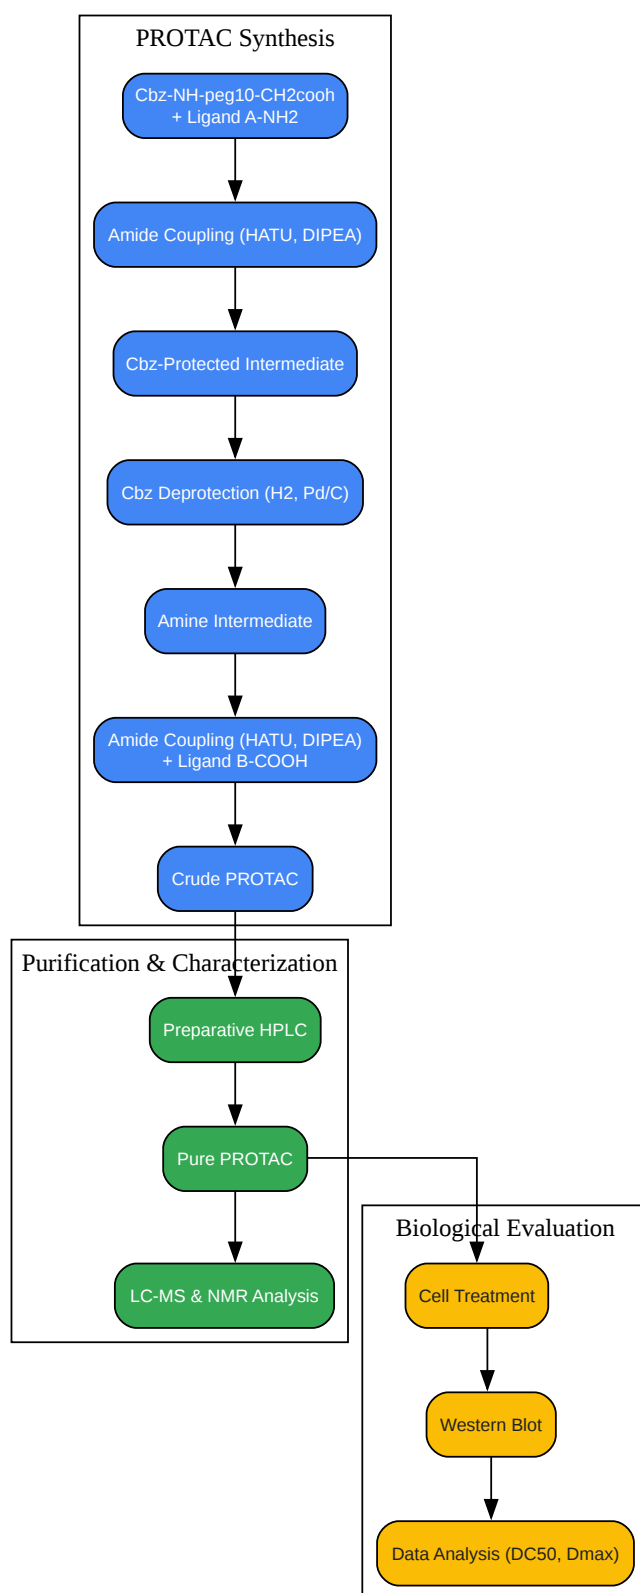 PROTAC Synthesis
Cbz-NH-peg10-CH2cooh
+ Ligand A-NH2
Amide Coupling (HATU, DIPEA)
Cbz-Protected Intermediate
Cbz Deprotection (H2, Pd/C)
Amine Intermediate
Amide Coupling (HATU, DIPEA)
+ Ligand B-COOH
Crude PROTAC
Purification & Characterization
Preparative HPLC
Pure PROTAC
LC-MS & NMR Analysis
Biological Evaluation
Cell Treatment
Western Blot
Data Analysis (DC50, Dmax)